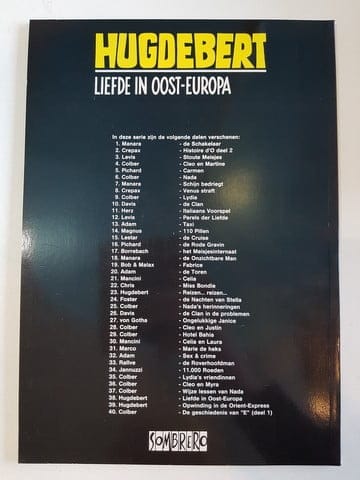 HUGDEBERT
LIEFDE IN OOST-EUROPA
In deze serie zijn de volgende delen verschenen:
1. Manara - de Schakelaar
2. Crepax - Histoire d'O deel 2
3. Levis - Stoute Meisjes
4. Colber - Cleo en Martine
5. Pichard - Carmen
6. Colber - Nada
7. Manara - Schijn bedriegt
8. Crepax - Venus straft
9. Colber - Lydia
10. Davis - de Clan
11. Herz - Italiaans Voorspel
12. Levis - Parels der Liefde
13. Adam - Taxi
14. Magnus - 110 Pillen
15. Leetar - de Cruise
16. Pichard - de Rode Gravin
17. Borrebach - het Meisjesinternaat
18. Manara - de Onzichtbare Man
19. Bob & Malax - Fabrice
20. Adam - de Toren
21. Mancini - Celia
22. Chris - Miss Bondie
23. Hugdebert - Reizen... reizen...
24. Foster - de Nachten van Stella
25. Colber - Nada's herinneringen
26. Davis - de Clan in de problemen
27. von Gotha - Ongelukkige Janice
28. Colber - Cleo en Justin
29. Colber - Hotel Bahia
30. Mancini - Celia en Laura
31. Marco - Marie de heks
32. Adam - Sex & crime
33. Rallve - de Roverhoofdman
34. Jannuzzi - 11.000 Roeden
35. Colber - Lydia's vriendinnen
36. Colber - Cleo en Myra
37. Colber - Wijze lessen van Nada
38. Hugdebert - Liefde in Oost-Europa
39. Hugdebert - Opwinding in de Orient-Express
40. Colber - De geschiedenis van "E" (deel 1)
SOMBRERO